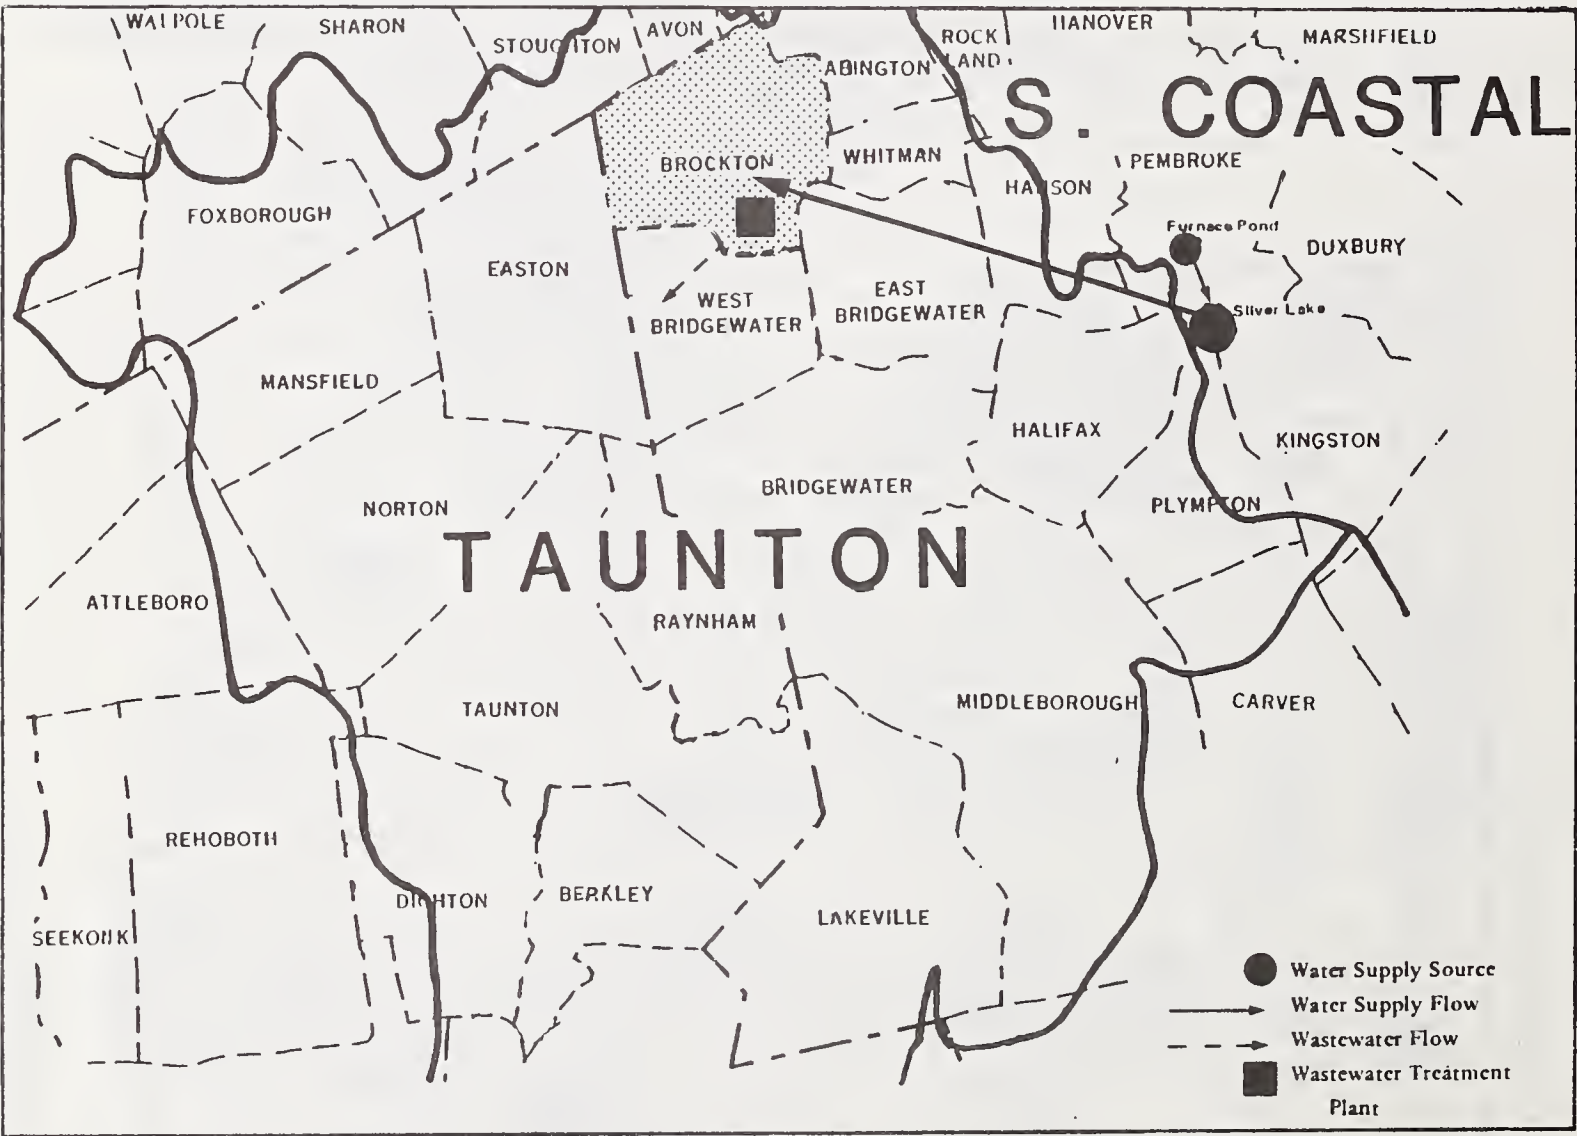 WALPOLE
SHARON
STOUGHTON
AVON
ABINGTON
ROCK
LAND
HANOVER
MARSHFIELD
S. COASTAL
BROCKTON
WHITMAN
HANSON
PEMBROKE
FOXBOROUGH
Furnace Pond
DUXBURY
EASTON
WEST
BRIDGEWATER
EAST
BRIDGEWATER
Silver Lake
MANSFIELD
HALIFAX
KINGSTON
NORTON
BRIDGEWATER
PLYMPTON
TAUNTON
ATTLEBORO
RAYNHAM
TAUNTON
MIDDLEBOROUGH
CARVER
REHOBOTH
DIGHTON
BERKLEY
LAKEVILLE
SEEKONK
Water Supply Source
Water Supply Flow
Wastewater Flow
Wastewater Treatment
Plant